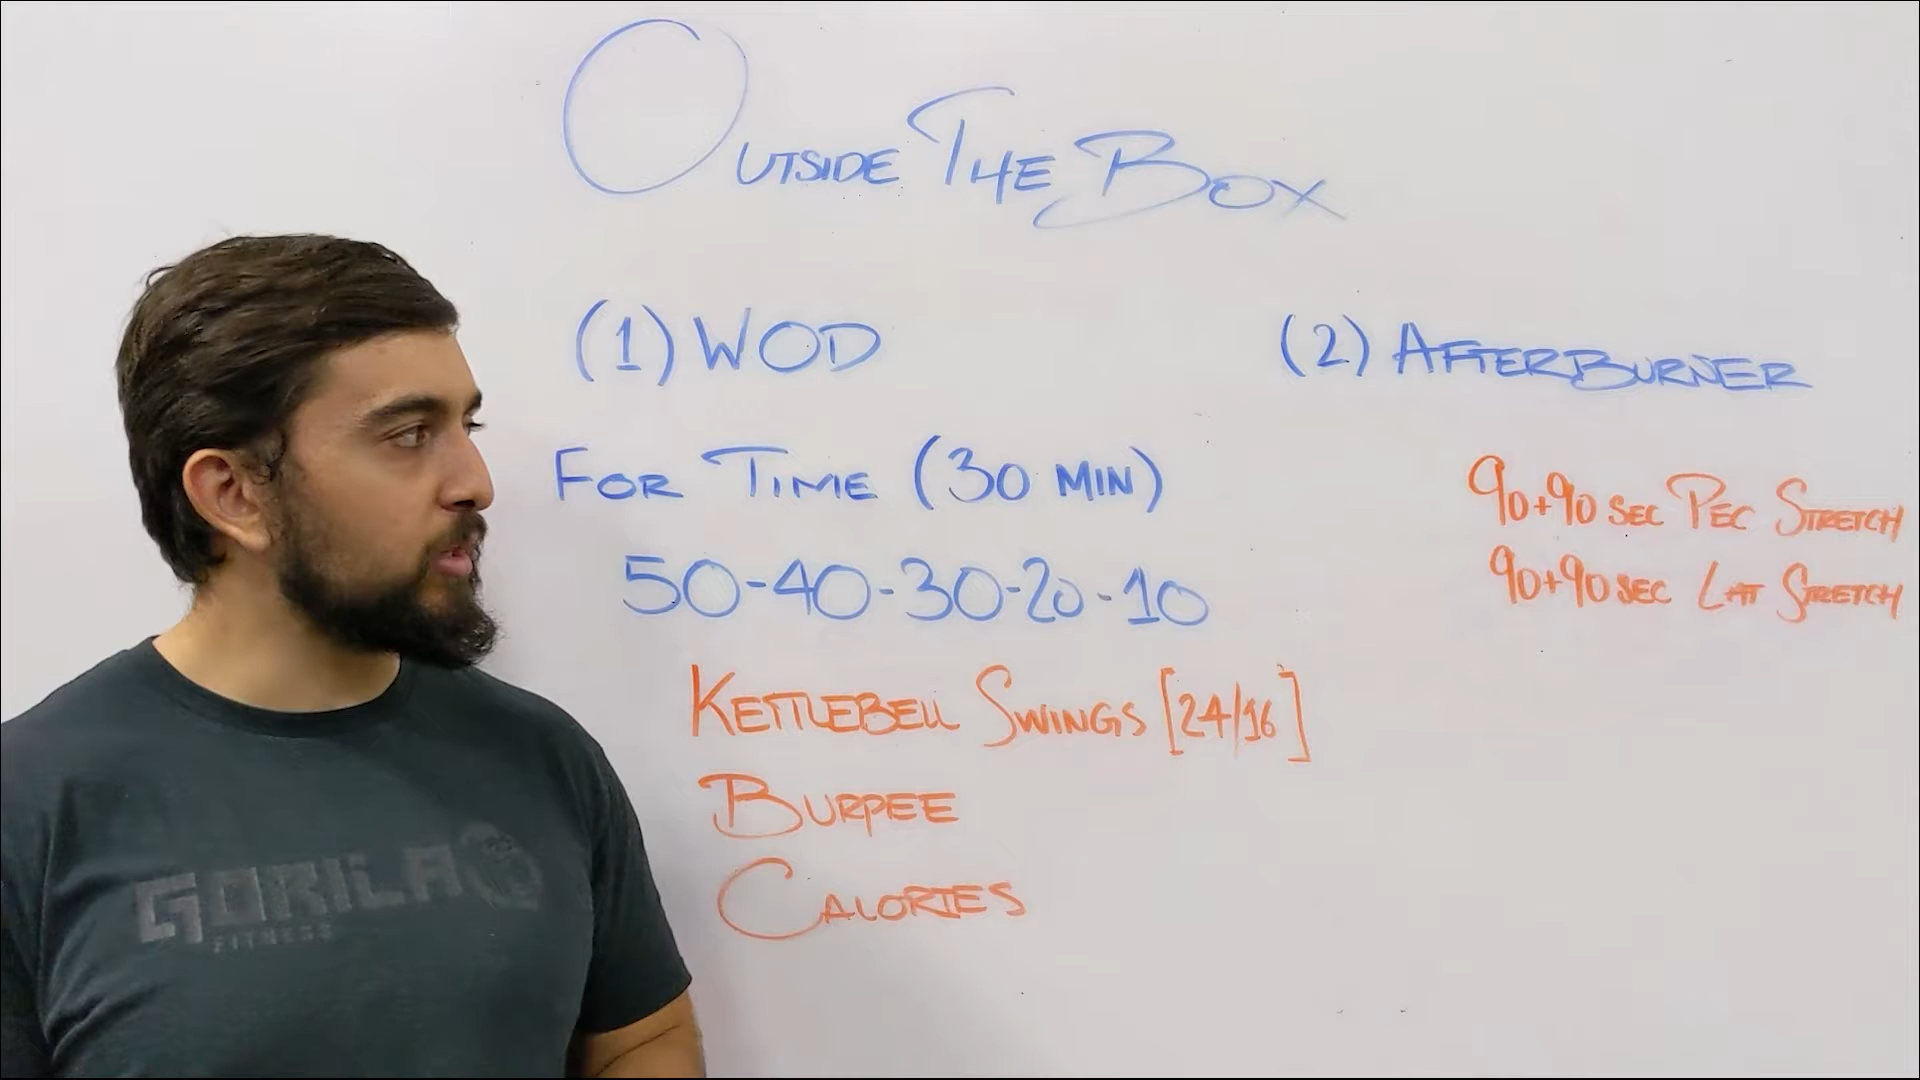 OUTSIDE THE BOX
(1) WOD
FOR TIME (30 MIN)
50-40-30-20-10
KETTLEBELL SWINGS [24/16]
BURPEE
CALORIES
(2) AFTERBURNER
90+90 SEC PEC STRETCH
90+90 SEC LAT STRETCH
GORILA
FITNESS